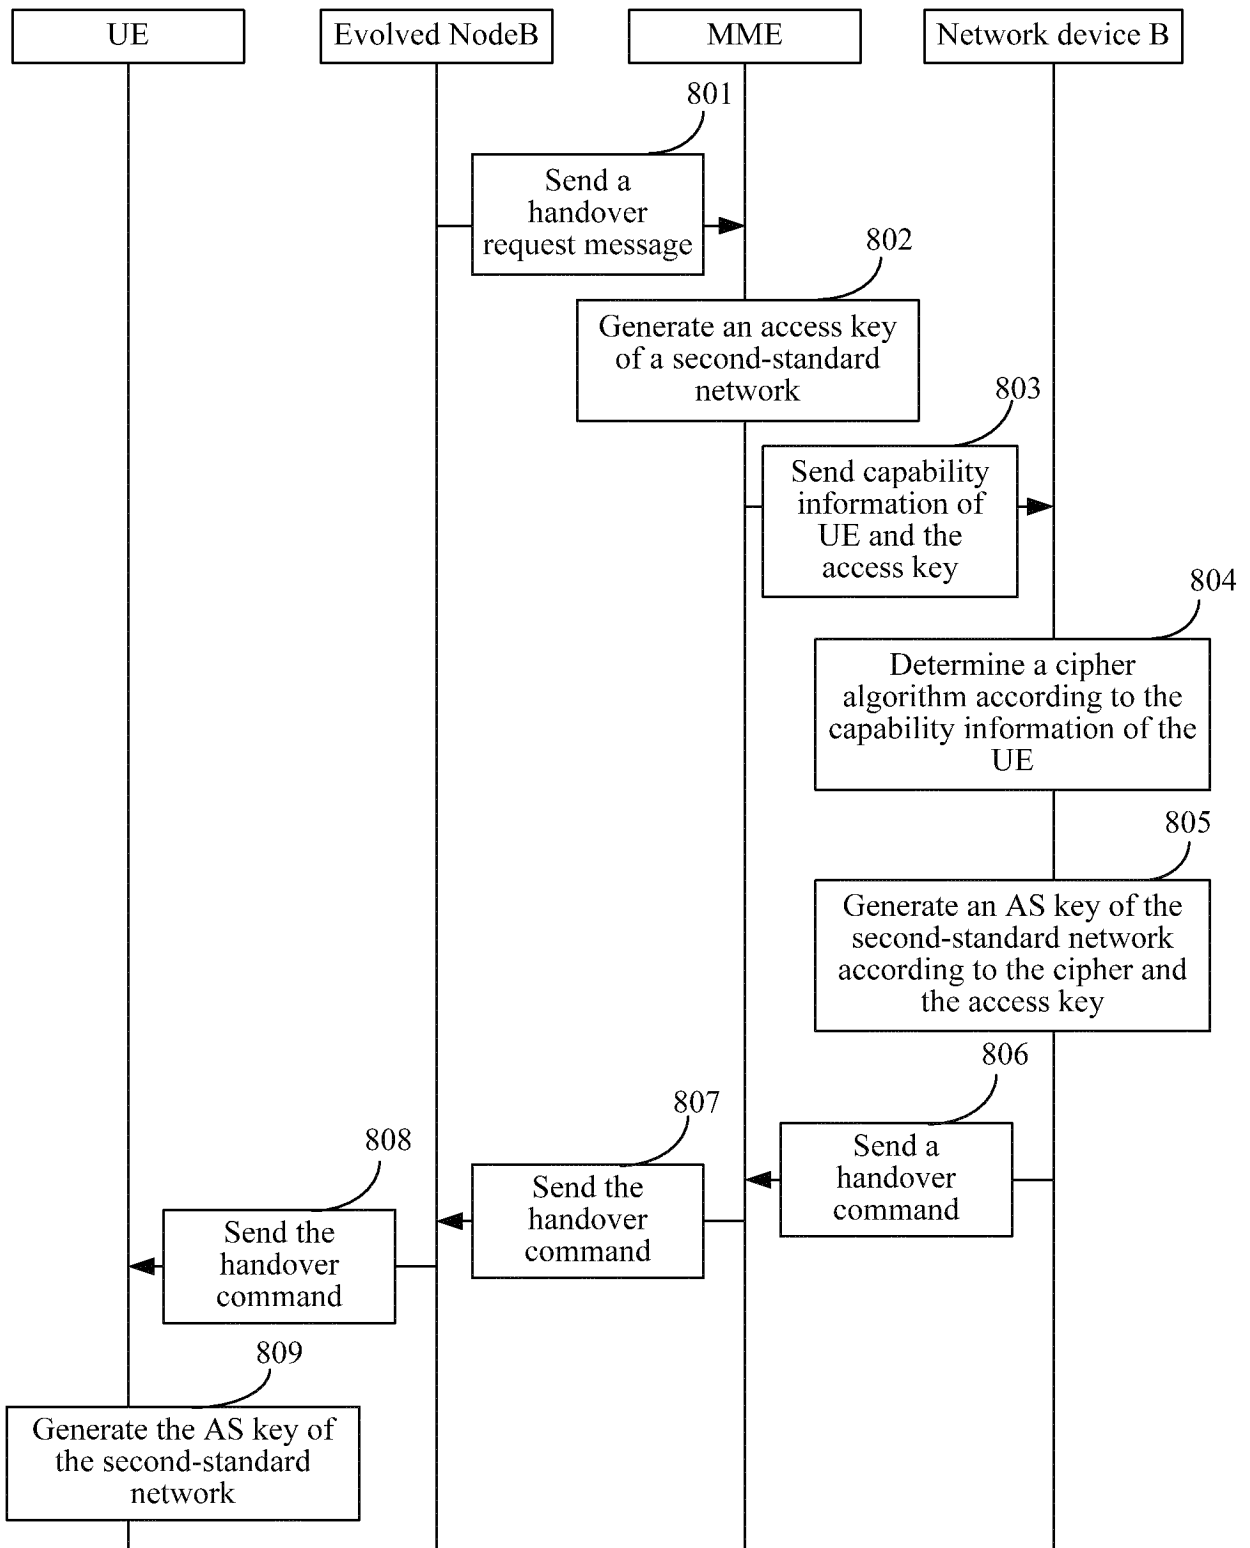 UE
Evolved NodeB
MME
Network device B
801
Send a
handover
request message
802
Generate an access key
of a second-standard
network
803
Send capability
information of
UE and the
access key
804
Determine a cipher
algorithm according to the
capability information of the
UE
805
Generate an AS key of the
second-standard network
according to the cipher and
the access key
806
Send a
handover
command
807
Send the
handover
command
808
Send the
handover
command
809
Generate the AS key of
the second-standard
network